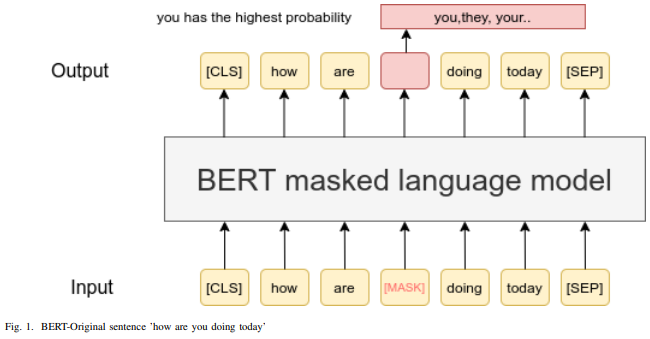 you has the highest probability you,they, your..
Output [CLS] how are doing today [SEP]
BERT masked language model
Input [CLS] how are [MASK] doing today [SEP]
Fig. 1. BERT-Original sentence 'how are you doing today'